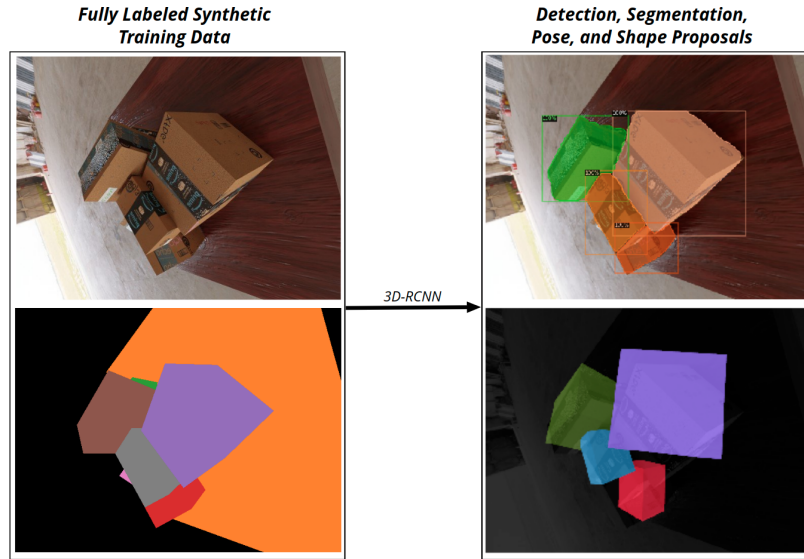 Fully Labeled Synthetic
Training Data
Detection, Segmentation,
Pose, and Shape Proposals
3D-RCNN